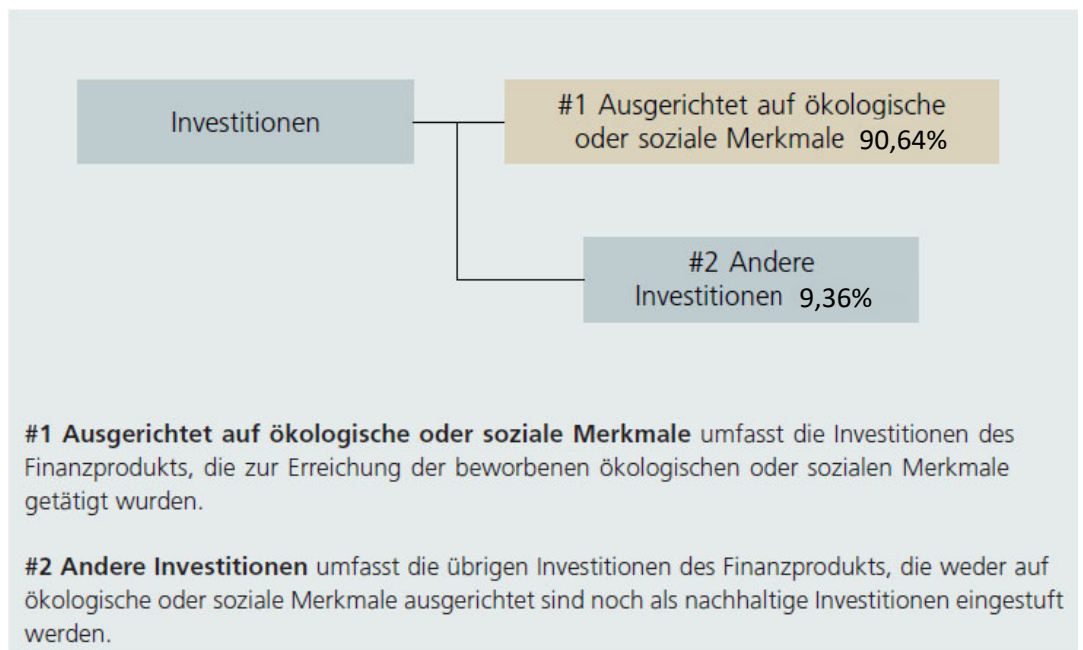 Investitionen
#1 Ausgerichtet auf ökologische
oder soziale Merkmale 90,64%
#2 Andere
Investitionen 9,36%
#1 Ausgerichtet auf ökologische oder soziale Merkmale umfasst die Investitionen des
Finanzprodukts, die zur Erreichung der beworbenen ökologischen oder sozialen Merkmale
getätigt wurden.
#2 Andere Investitionen umfasst die übrigen Investitionen des Finanzprodukts, die weder auf
ökologische oder soziale Merkmale ausgerichtet sind noch als nachhaltige Investitionen eingestuft
werden.